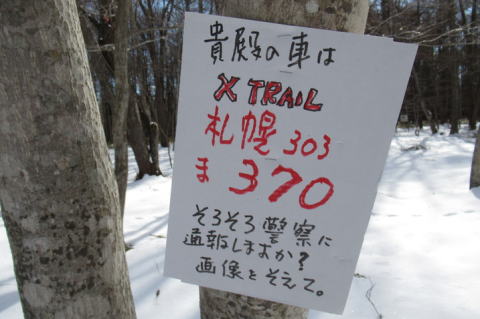 貴殿の車は
X TRAIL
札幌 303
ま 370
そろそろ警察に
通報しますか?
画像をそえて。